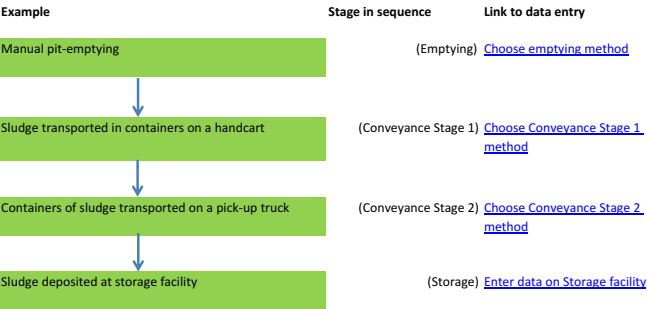 Example Stage in sequence Link to data entry
Manual pit-emptying (Emptying) Choose emptying method
Sludge transported in containers on a handcart (Conveyance Stage 1) Choose Conveyance Stage 1
method
Containers of sludge transported on a pick-up truck (Conveyance Stage 2) Choose Conveyance Stage 2
method
Sludge deposited at storage facility (Storage) Enter data on Storage facility